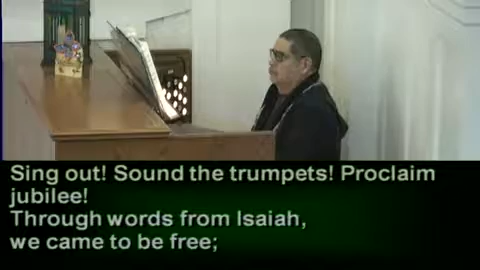 Sing out! Sound the trumpets! Proclaim
jubilee!
Through words from Isaiah,
we came to be free;